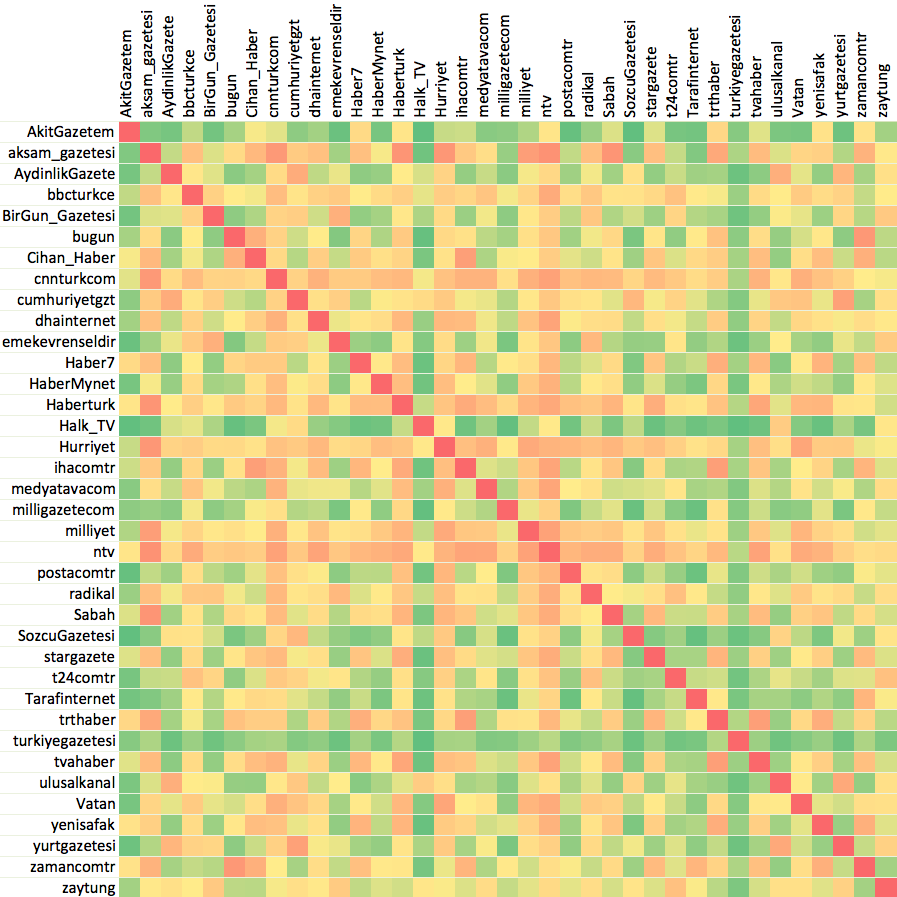 AkitGazetem
aksam_gazetesi
AydinlikGazete
bbcturkce
BirGun_Gazetesi
bugun
Cihan_Haber
cnnturkcom
cumhuriyetgzt
dhainternet
emekevrenseldir
Haber7
HaberMynet
Haberturk
Halk_TV
Hurriyet
ihacomtr
medyatavacom
milligazetecom
milliyet
ntv
postacomtr
radikal
Sabah
SozcuGazetesi
stargazete
t24comtr
Tarafinternet
trthaber
turkiyegazetesi
tvahaber
ulusalkanal
Vatan
yenisafak
yurtgazetesi
zamancomtr
zaytung
AkitGazetem
aksam_gazetesi
AydinlikGazete
bbcturkce
BirGun_Gazetesi
bugun
Cihan_Haber
cnnturkcom
cumhuriyetgzt
dhainternet
emekevrenseldir
Haber7
HaberMynet
Haberturk
Halk_TV
Hurriyet
ihacomtr
medyatavacom
milligazetecom
milliyet
ntv
postacomtr
radikal
Sabah
SozcuGazetesi
stargazete
t24comtr
Tarafinternet
trthaber
turkiyegazetesi
tvahaber
ulusalkanal
Vatan
yenisafak
yurtgazetesi
zamancomtr
zaytung